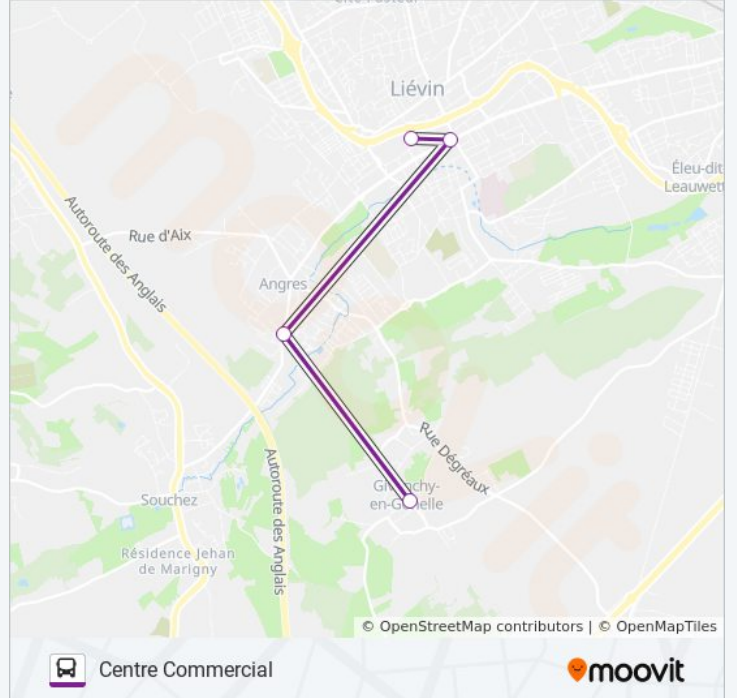 Liévin
Éleu-dit
Leauwett
Autoroute des Anglais
Rue d'Aix
Angres
Rue Dégréaux
Autoroute des Anglais
Souchez
Résidence Jehan
de Marigny
© OpenStreetMap contributors | © OpenMapTiles
Centre Commercial
moovit